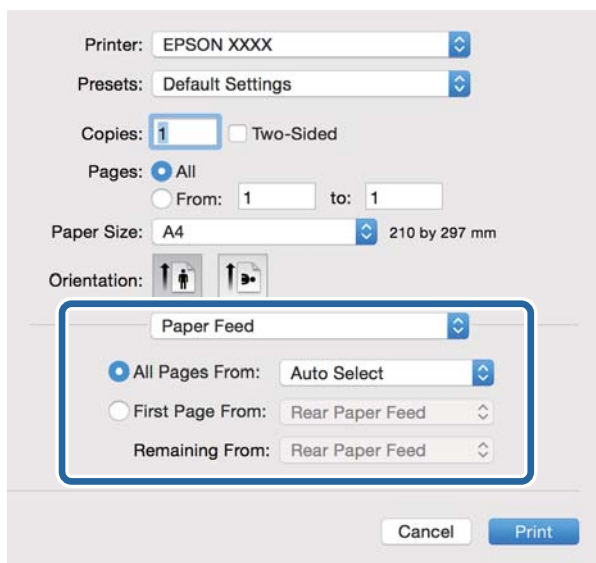 Printer: EPSON XXXX
Presets: Default Settings
Copies: 1 Two-Sided
Pages: All
From: 1 to: 1
Paper Size: A4 210 by 297 mm
Orientation:
Paper Feed
All Pages From: Auto Select
First Page From: Rear Paper Feed
Remaining From: Rear Paper Feed
Cancel Print